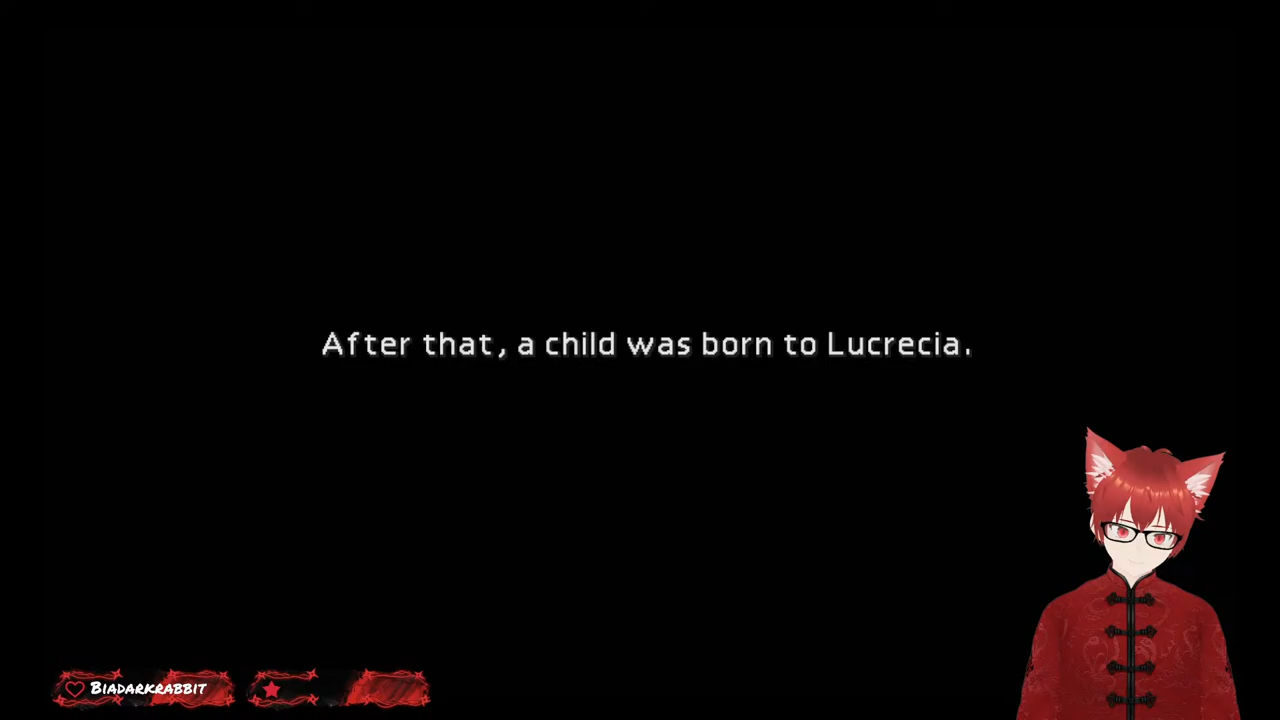 After that, a child was born to Lucrecia.
BIADARKRABBIT